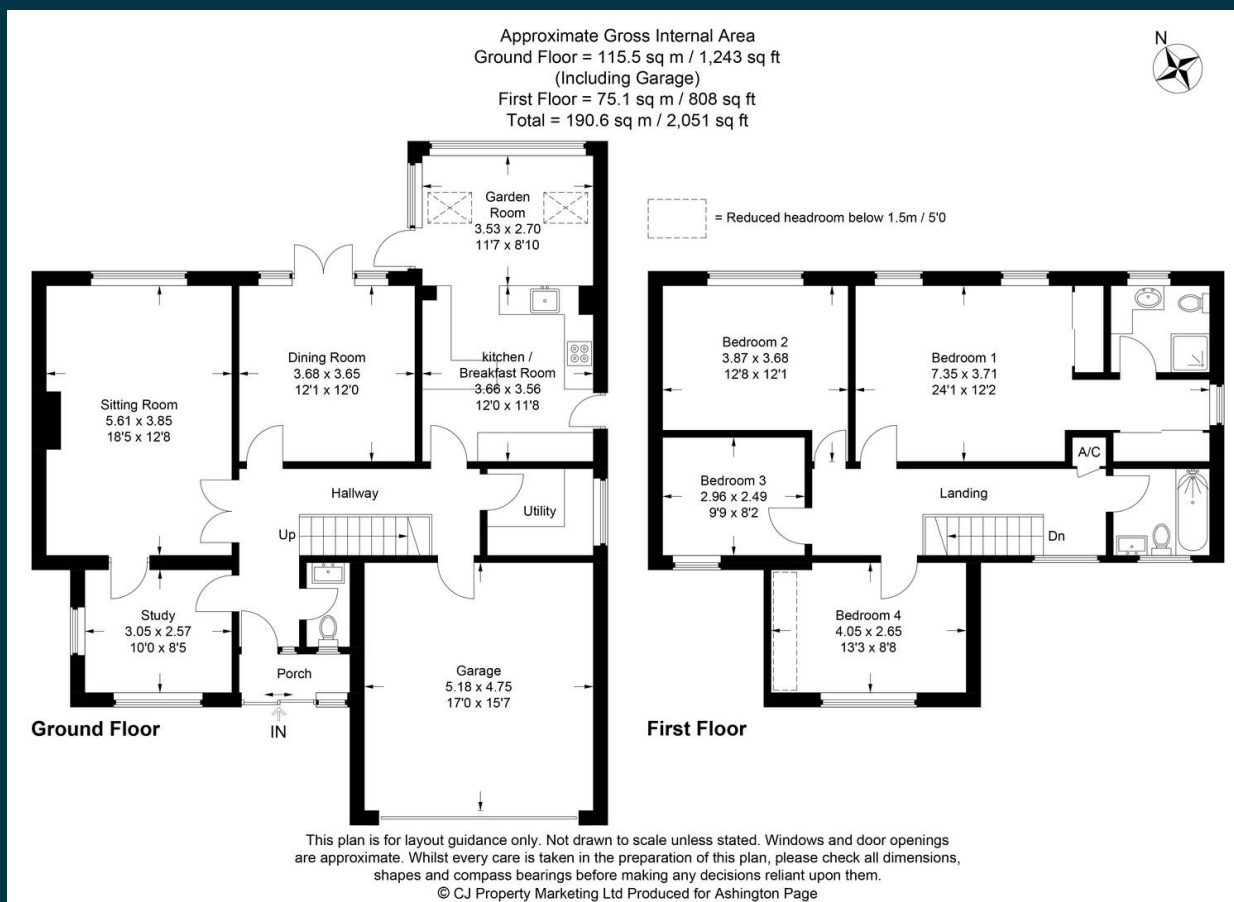 Approximate Gross Internal Area
Ground Floor = 115.5 sq m / 1,243 sq ft
(Including Garage)
First Floor = 75.1 sq m / 808 sq ft
Total = 190.6 sq m / 2,051 sq ft
N
= Reduced headroom below 1.5m / 5'0
Garden
Room
3.53 x 2.70
11'7 x 8'10
Dining Room
3.68 x 3.65
12'1 x 12'0
kitchen /
Breakfast Room
3.66 x 3.56
12'0 x 11'8
Sitting Room
5.61 x 3.85
18'5 x 12'8
Hallway
Utility
Up
Study
3.05 x 2.57
10'0 x 8'5
Porch
Garage
5.18 x 4.75
17'0 x 15'7
IN
Ground Floor
Bedroom 2
3.87 x 3.68
12'8 x 12'1
Bedroom 1
7.35 x 3.71
24'1 x 12'2
A/C
Bedroom 3
2.96 x 2.49
9'9 x 8'2
Landing
Dn
Bedroom 4
4.05 x 2.65
13'3 x 8'8
First Floor
This plan is for layout guidance only. Not drawn to scale unless stated. Windows and door openings
are approximate. Whilst every care is taken in the preparation of this plan, please check all dimensions,
shapes and compass bearings before making any decisions reliant upon them.
© CJ Property Marketing Ltd Produced for Ashington Page